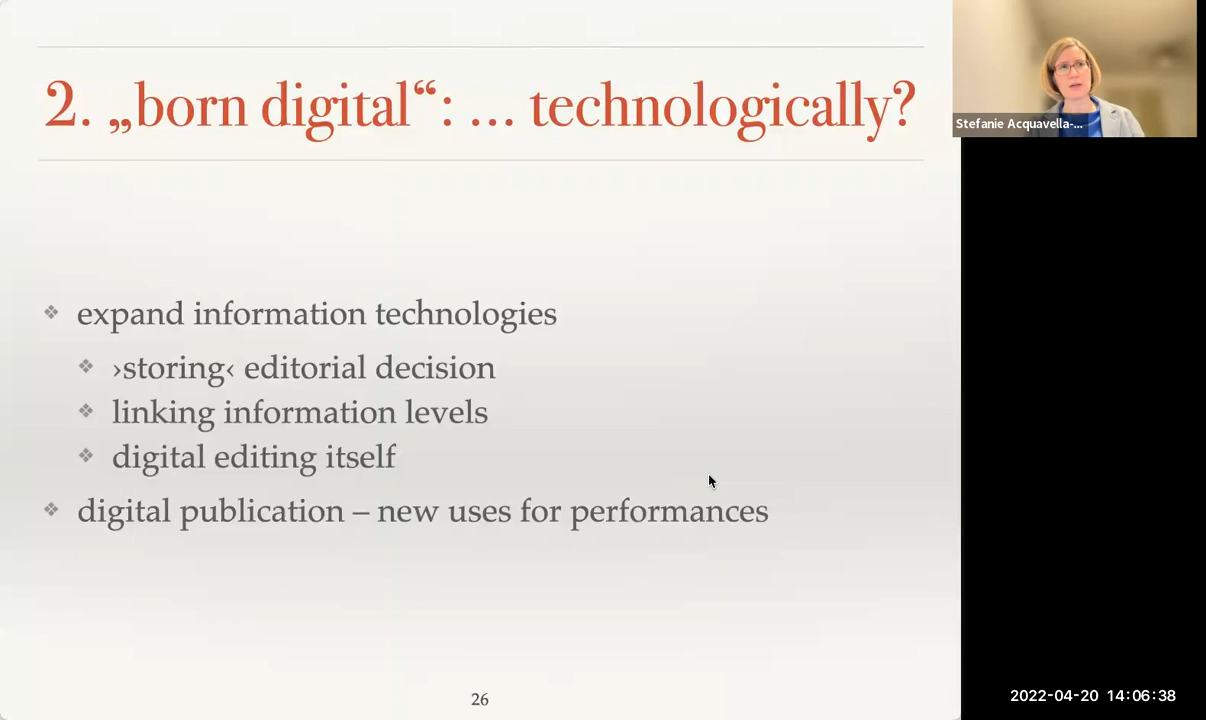 2. „born digital“: ... technologically?
Stefanie Acquavella-...
❖ expand information technologies
❖ ›storing‹ editorial decision
❖ linking information levels
❖ digital editing itself
❖ digital publication – new uses for performances
26
2022-04-20 14:06:38